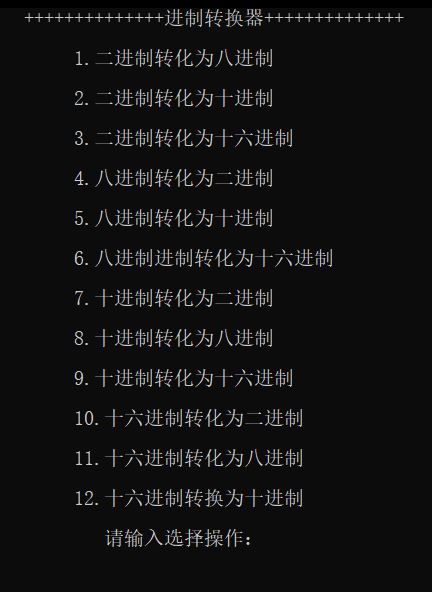 ++++++++++++++进制转换器++++++++++++++
1.二进制转化为八进制
2.二进制转化为十进制
3.二进制转化为十六进制
4.八进制转化为二进制
5.八进制转化为十进制
6.八进制进制转化为十六进制
7.十进制转化为二进制
8.十进制转化为八进制
9.十进制转化为十六进制
10.十六进制转化为二进制
11.十六进制转化为八进制
12.十六进制转换为十进制
请输入选择操作：